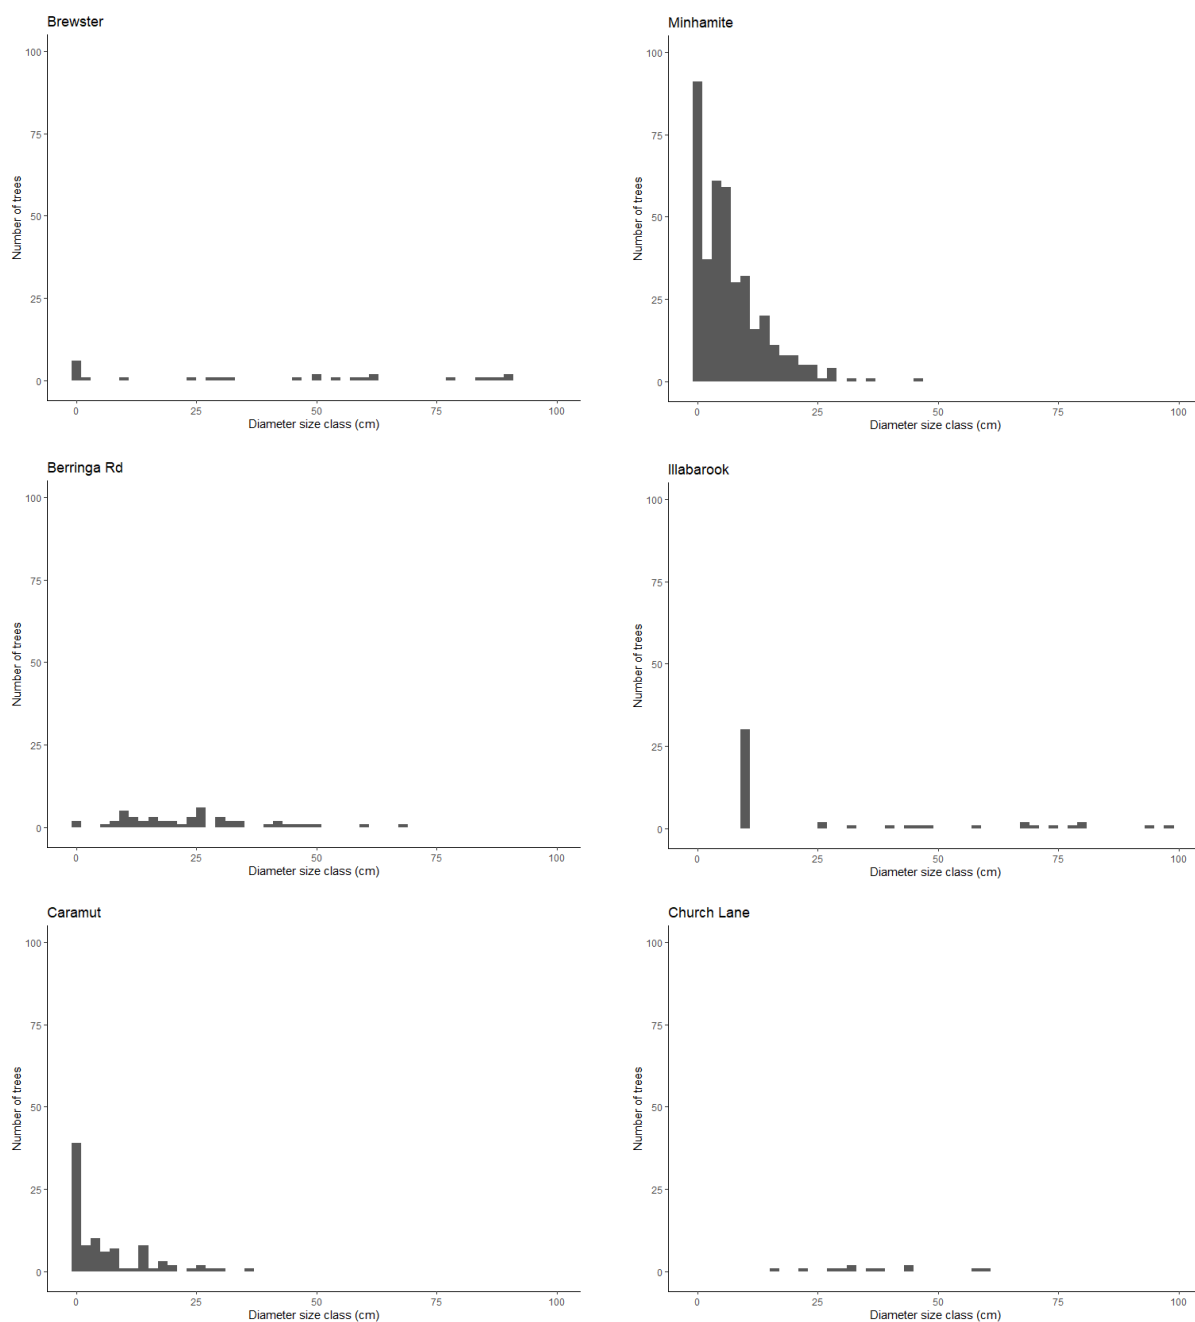 Brewster
100
75
50
25
0
Number of trees
0 25 50 75 100
Diameter size class (cm)
Minhamite
100
75
50
25
0
Number of trees
0 25 50 75 100
Diameter size class (cm)
Berringa Rd
100
75
50
25
0
Number of trees
0 25 50 75 100
Diameter size class (cm)
Illabarook
100
75
50
25
0
Number of trees
0 25 50 75 100
Diameter size class (cm)
Caramut
100
75
50
25
0
Number of trees
0 25 50 75 100
Diameter size class (cm)
Church Lane
100
75
50
25
0
Number of trees
0 25 50 75 100
Diameter size class (cm)